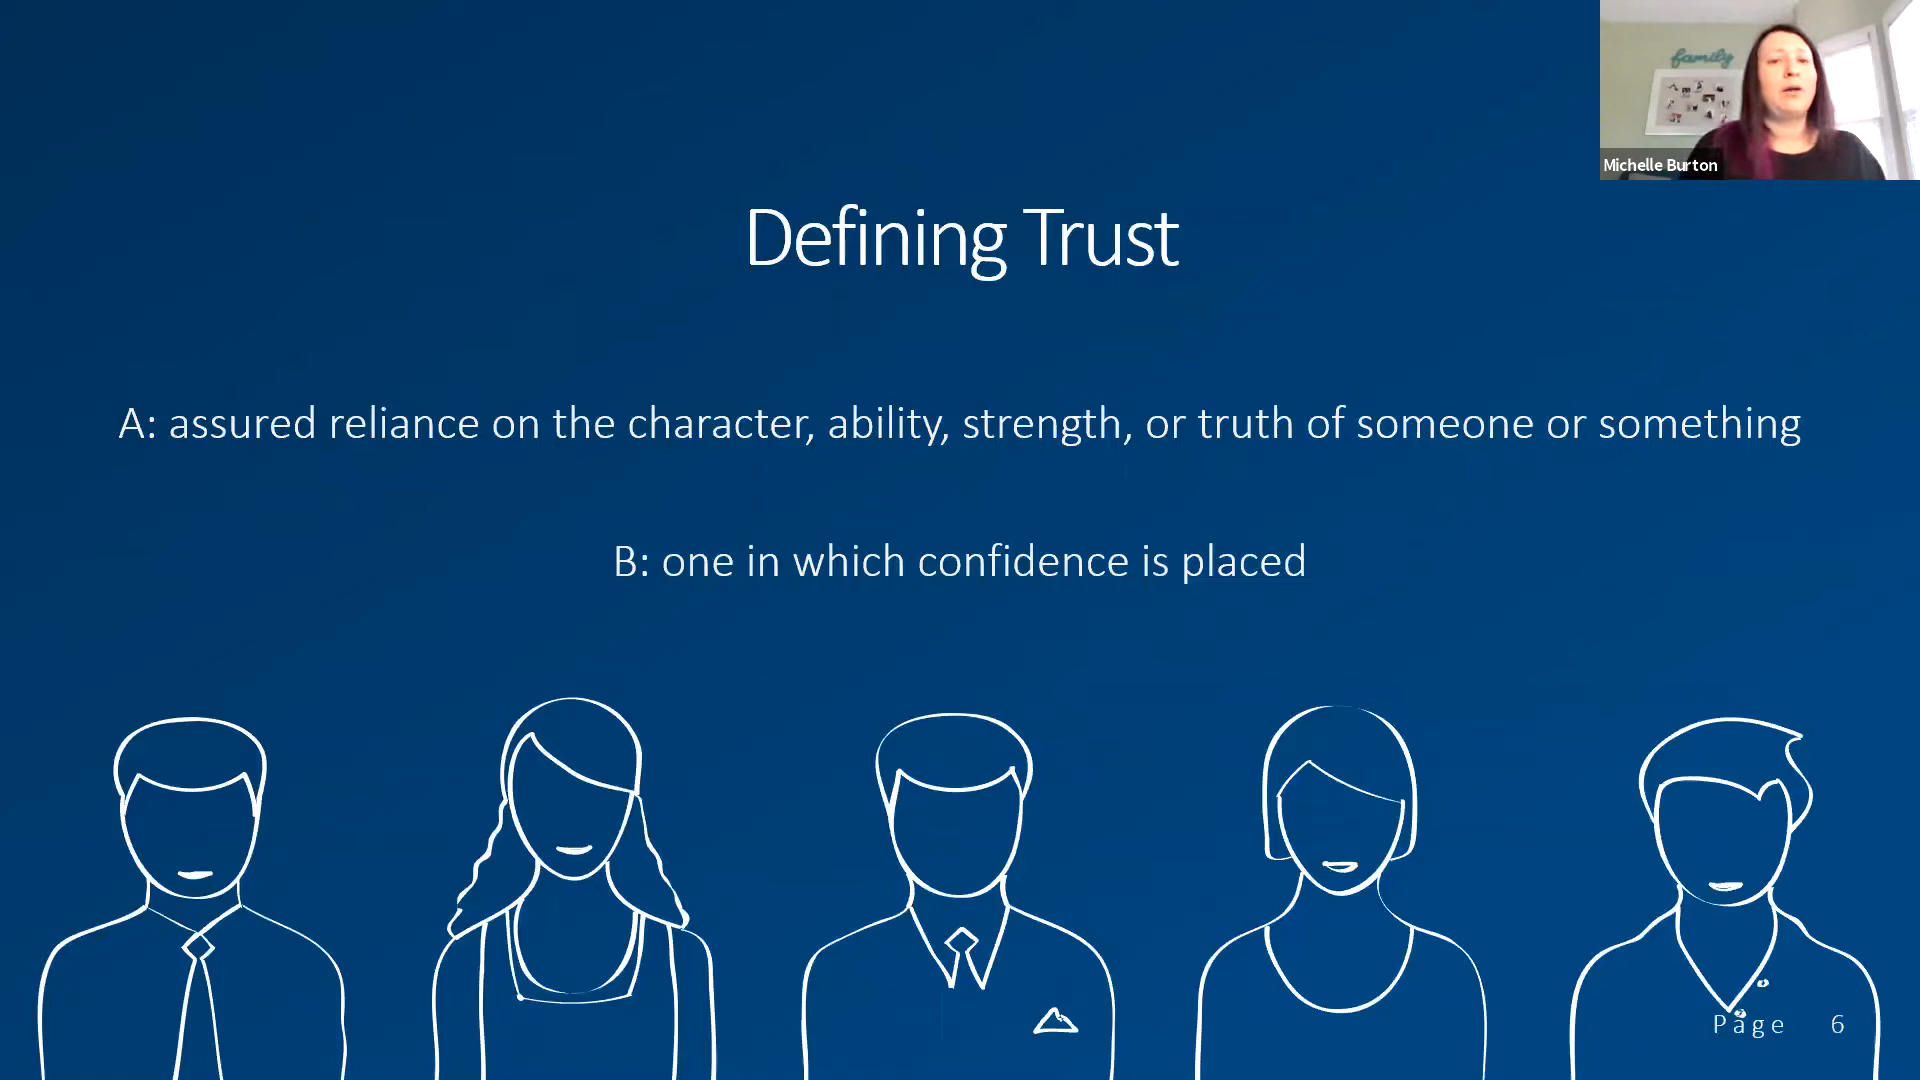 family
Michelle Burton
Defining Trust
A: assured reliance on the character, ability, strength, or truth of someone or something
B: one in which confidence is placed
Page 6